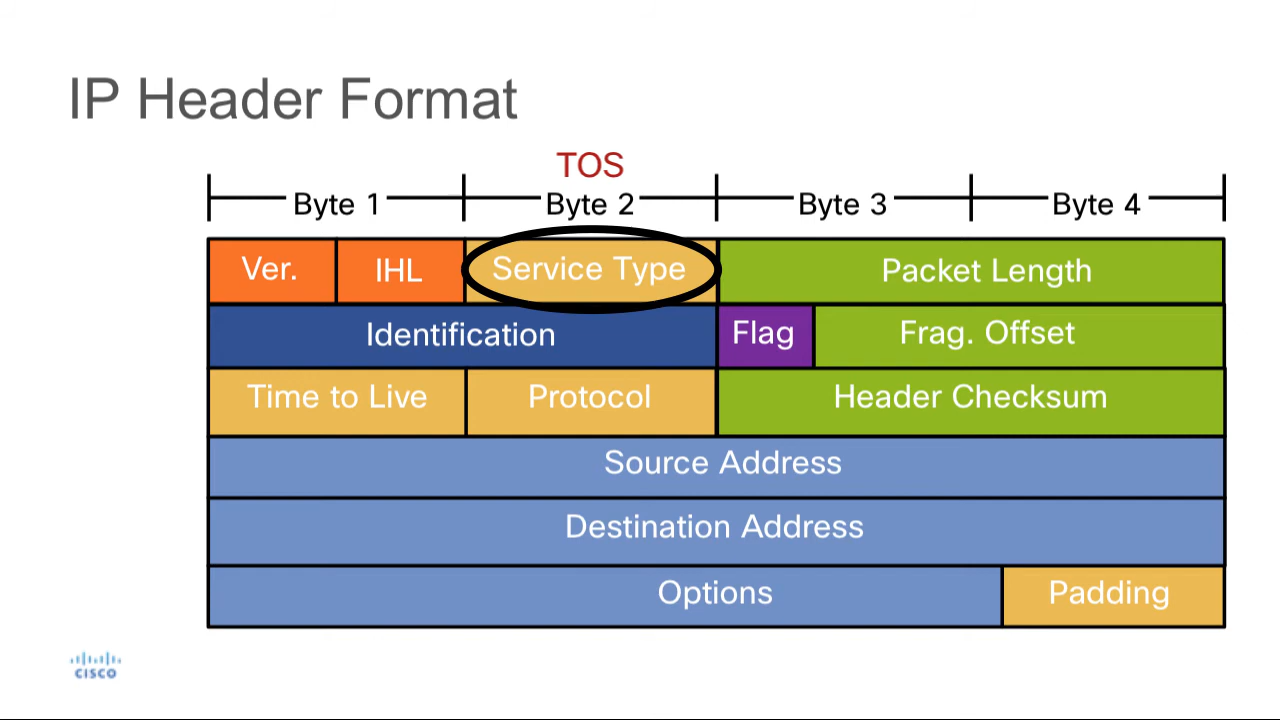 IP Header Format
TOS
Byte 1 Byte 2 Byte 3 Byte 4
Ver. IHL Service Type Packet Length
Identification Flag Frag. Offset
Time to Live Protocol Header Checksum
Source Address
Destination Address
Options Padding
CISCO